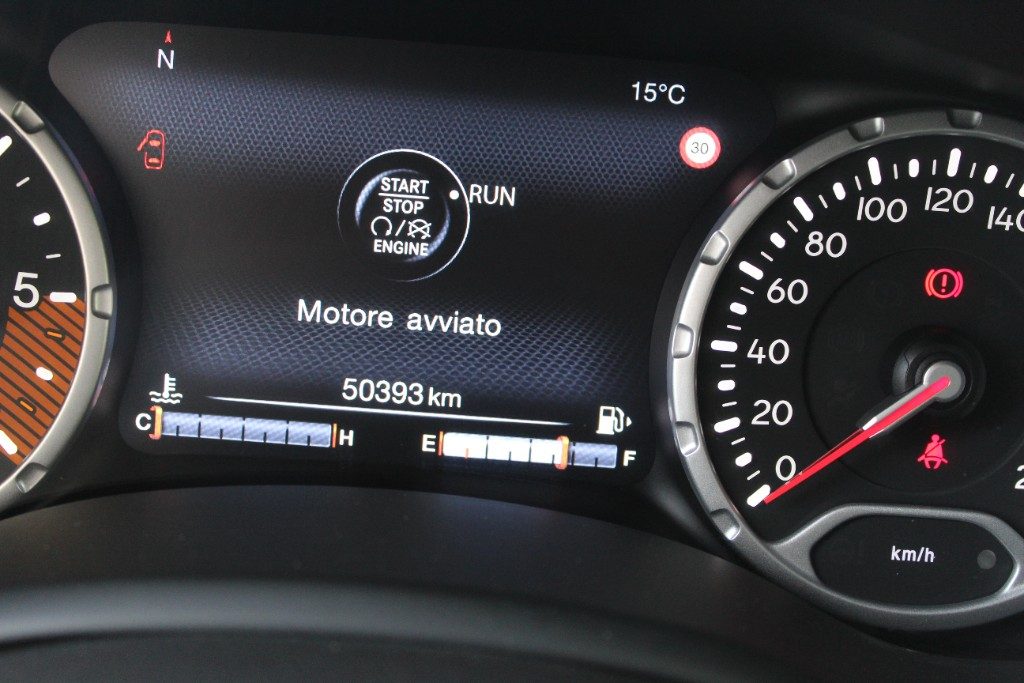 N
15°C
30
START
STOP
ENGINE
RUN
Motore avviato
50393 km
C H
E F
5
0
20
40
60
80
100
120
km/h